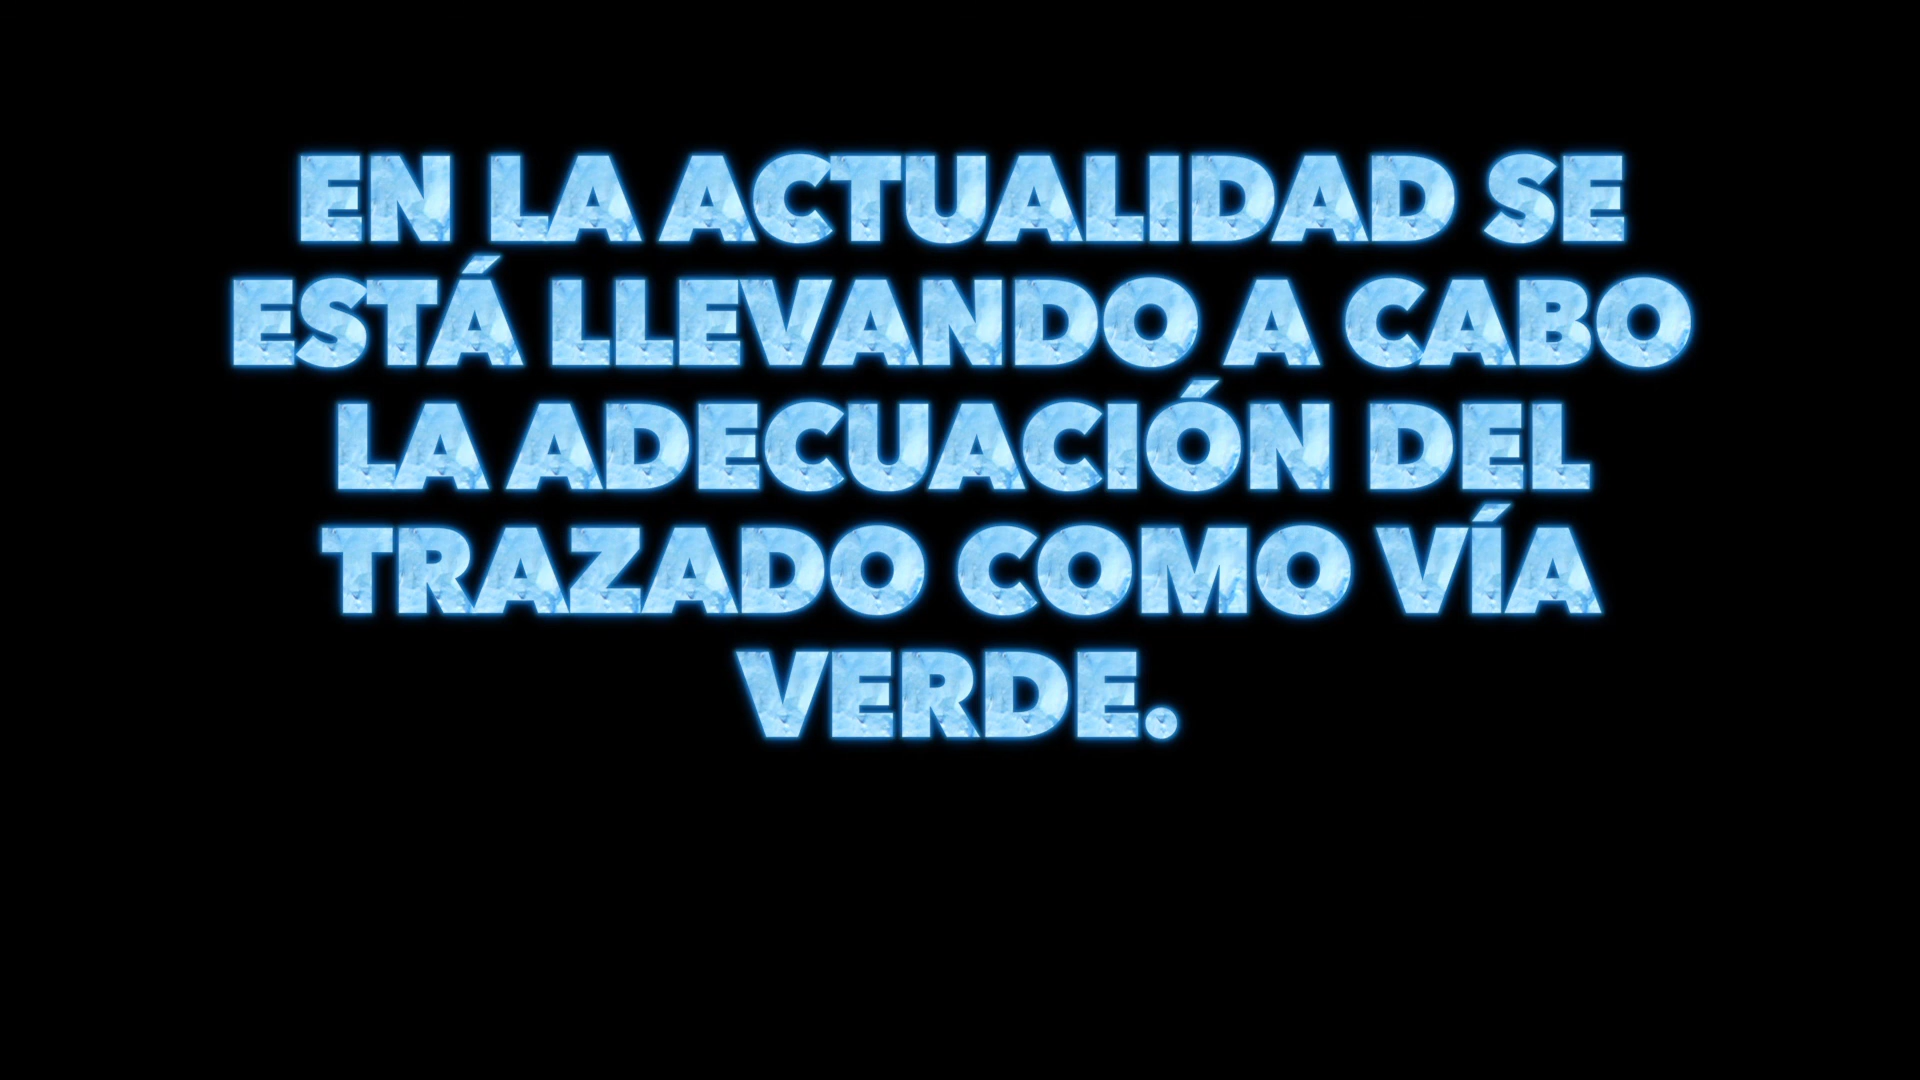 EN LA ACTUALIDAD SE
ESTÁ LLEVANDO A CABO
LA ADECUACIÓN DEL
TRAZADO COMO VÍA
VERDE.